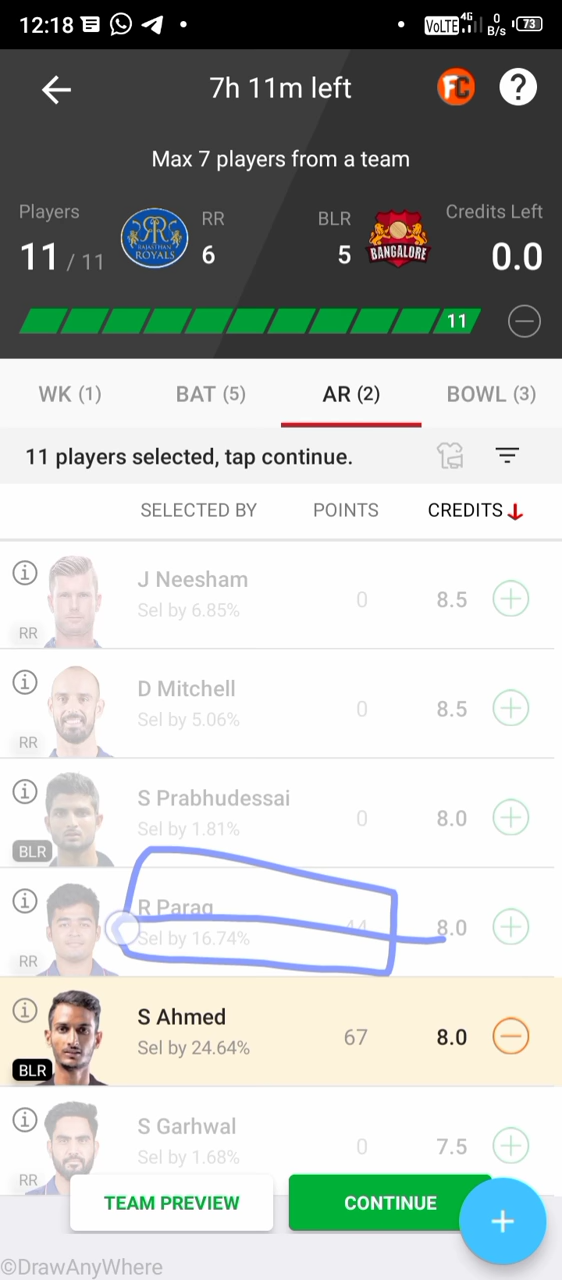 12:18
VoLTE 4G 0 B/s 73
7h 11m left
FC ?
Max 7 players from a team
Players RR BLR Credits Left
11 / 11 6 5 0.0
RAJASTHAN ROYALS
BANGALORE
11
WK (1) BAT (5) AR (2) BOWL (3)
11 players selected, tap continue.
SELECTED BY POINTS CREDITS
J Neesham
Sel by 6.85% 0 8.5
RR
D Mitchell
Sel by 5.06% 0 8.5
RR
S Prabhudessai
Sel by 1.81% 0 8.0
BLR
R Parag
Sel by 16.74% 44 8.0
RR
S Ahmed
Sel by 24.64% 67 8.0
BLR
S Garhwal
Sel by 1.68% 0 7.5
RR
TEAM PREVIEW CONTINUE
©DrawAnyWhere